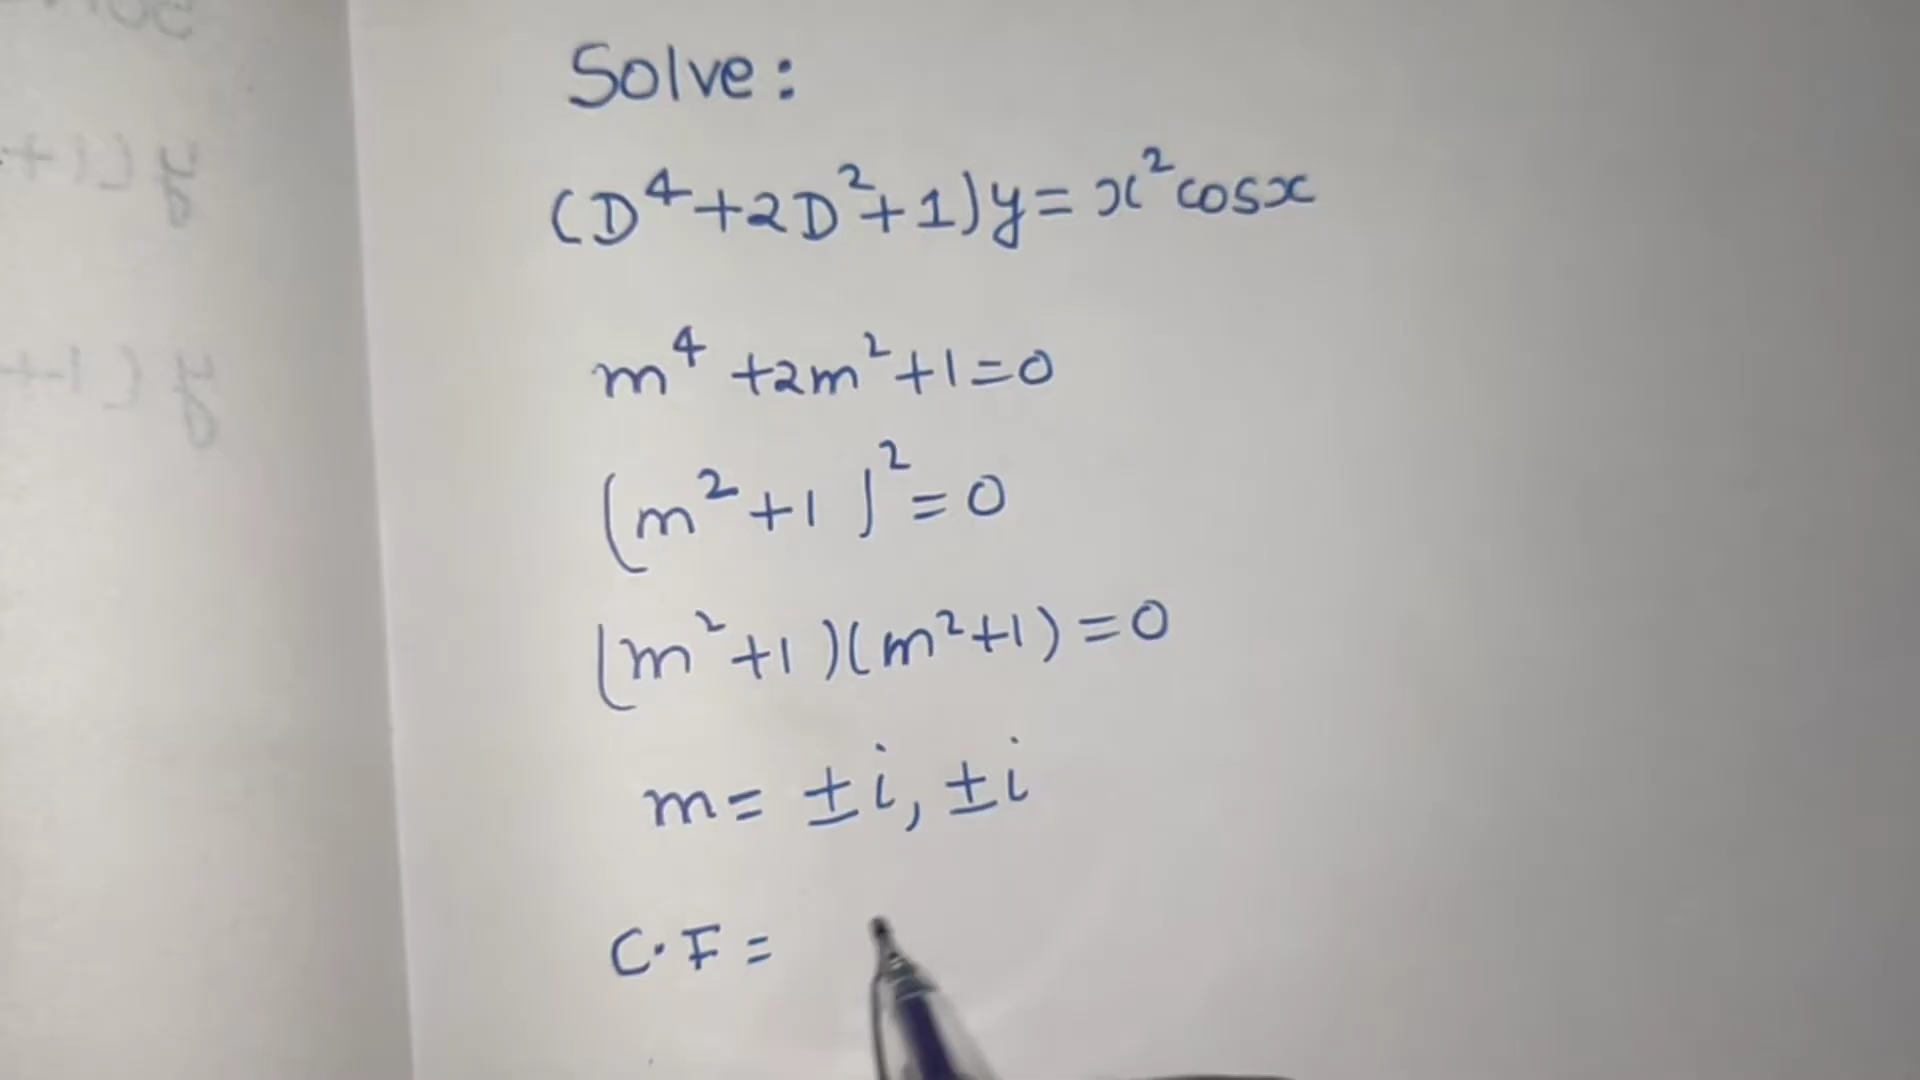 Solve:
(D⁴+2D²+1)y = x²cosx
m⁴+2m²+1=0
(m²+1)²=0
(m²+1)(m²+1)=0
m= ±i, ±i
C.F =